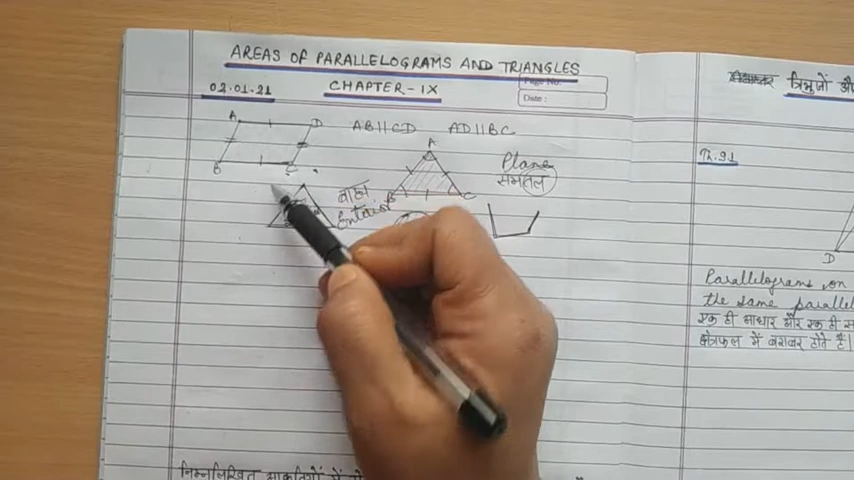 AREAS OF PARALLELOGRAMS AND TRIANGLES
02.01.21
CHAPTER-IX
Page No.
Date:
A D
AB||CD AD||BC
B C
A
B C
Plane
समतल
बाह्य
त्रिभुजों
Th. 9.1
D
Parallelograms on
the same parallel
एक ही आधार और एक ही स
क्षेत्रफल में बराबर होते हैं।
निम्नलिखित आकृतियों में